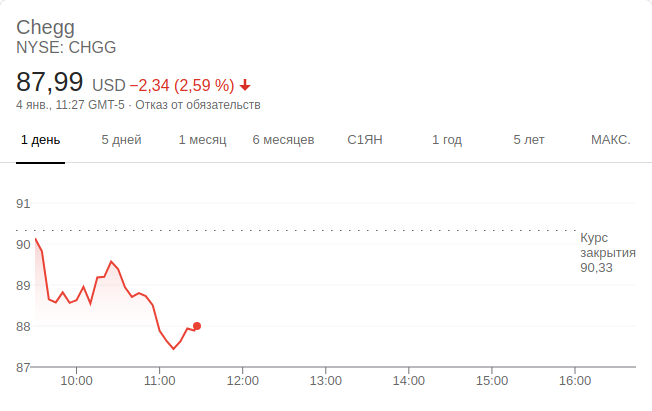 Chegg
NYSE: CHGG
87,99 USD −2,34 (2,59 %)
4 янв., 11:27 GMT-5 · Отказ от обязательств
1 день 5 дней 1 месяц 6 месяцев С1ЯН 1 год 5 лет МАКС.
91
90
89
88
87
Курс
закрытия
90,33
10:00 11:00 12:00 13:00 14:00 15:00 16:00